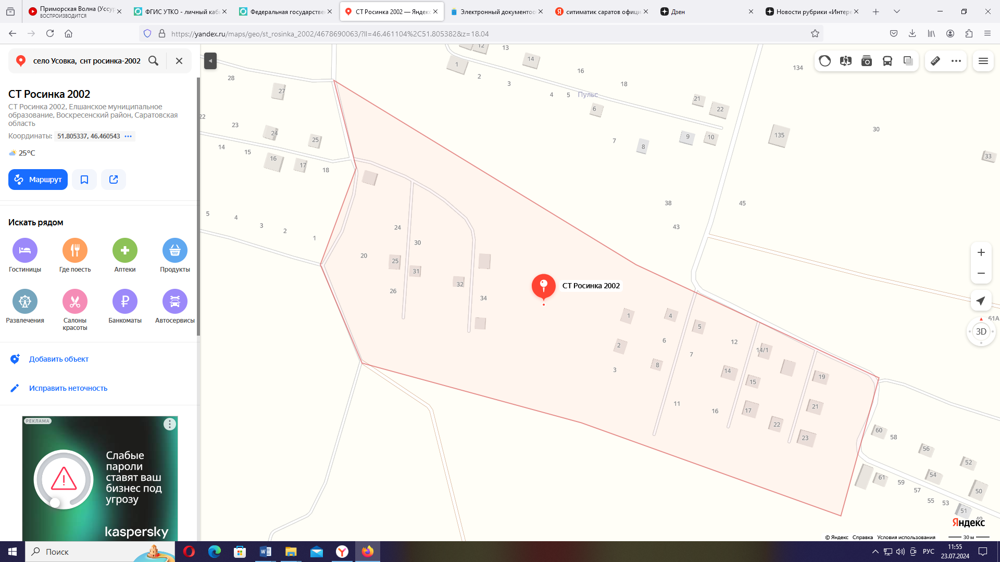 Приморская Волна (Уссур
ВОСПРОИЗВОДИТСЯ
ФГИС УТКО - личный каб
Федеральная государстве
СТ Росинка 2002 — Яндекс
Электронный документоо
ситиматик саратов офици
Дзен
Новости рубрики «Интере
https://yandex.ru/maps/geo/st_rosinka_2002/4678690063/?ll=46.461104%2C51.805382&z=18.04
село Усовка, снт росинка-2002
СТ Росинка 2002
СТ Росинка 2002, Елшанское муниципальное
образование, Воскресенский район, Саратовская
область
Координаты: 51.805337, 46.460543
25°C
Маршрут
Искать рядом
Гостиницы
Где поесть
Аптеки
Продукты
Развлечения
Салоны
красоты
Банкоматы
Автосервисы
Добавить объект
Исправить неточность
РЕКЛАМА
Слабые
пароли
ставят ваш
бизнес под
угрозу
kaspersky
12
13
14
1
2
3
16
18
4
5
Пульс
6
21
22
134
30
135
33
7
8
9
10
28
27
22
23
24
25
14
15
16
17
18
5
4
3
2
1
38
45
43
24
30
20
25
31
26
32
34
СТ Росинка 2002
1
4
5
2
6
7
12
14/1
3
8
14
15
19
11
16
17
21
22
23
60
58
56
52
61
59
54
57
50
55
53
51
49
61А
3D
Яндекс
© Яндекс Справка Условия использования
30 м
Поиск
РУС
11:55
23.07.2024